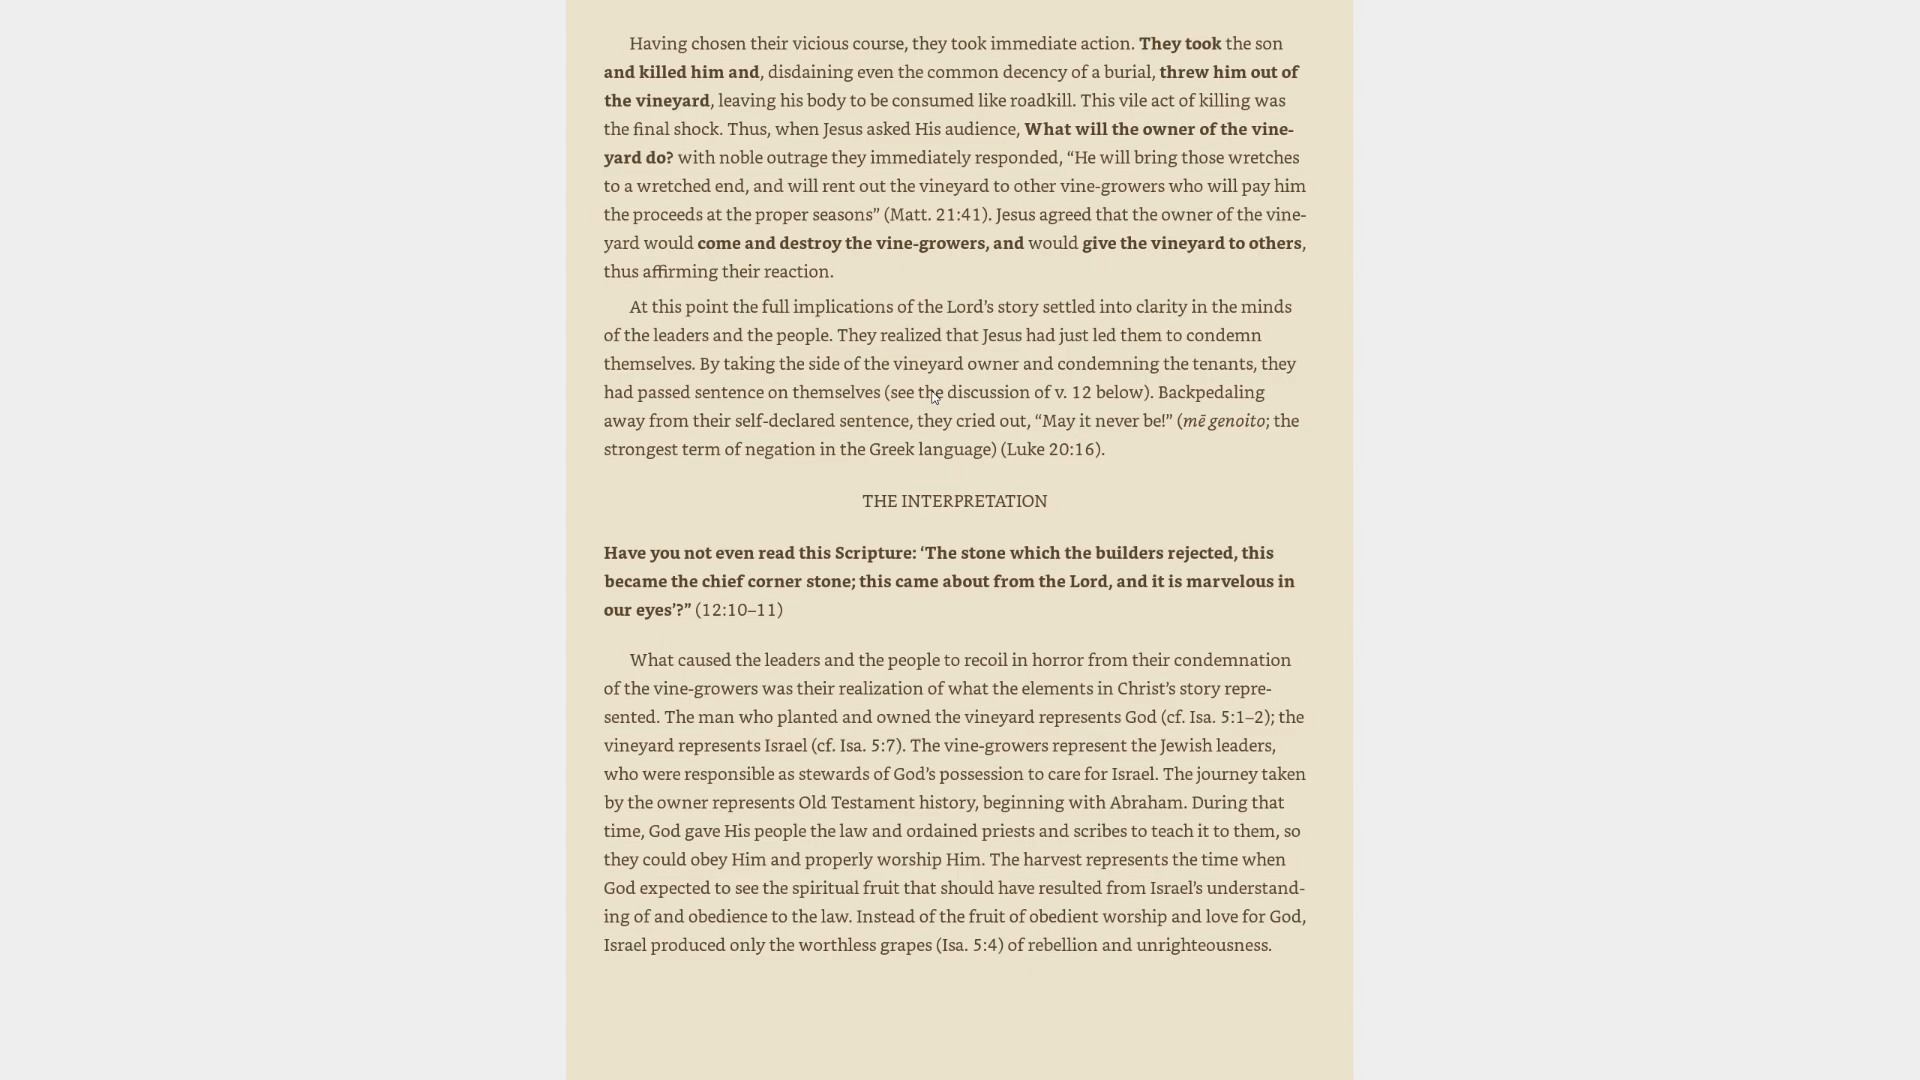 Having chosen their vicious course, they took immediate action. They took the son
and killed him and, disdaining even the common decency of a burial, threw him out of
the vineyard, leaving his body to be consumed like roadkill. This vile act of killing was
the final shock. Thus, when Jesus asked His audience, What will the owner of the vine-
yard do? with noble outrage they immediately responded, “He will bring those wretches
to a wretched end, and will rent out the vineyard to other vine-growers who will pay him
the proceeds at the proper seasons” (Matt. 21:41). Jesus agreed that the owner of the vine-
yard would come and destroy the vine-growers, and would give the vineyard to others,
thus affirming their reaction.
At this point the full implications of the Lord’s story settled into clarity in the minds
of the leaders and the people. They realized that Jesus had just led them to condemn
themselves. By taking the side of the vineyard owner and condemning the tenants, they
had passed sentence on themselves (see the discussion of v. 12 below). Backpedaling
away from their self-declared sentence, they cried out, “May it never be!” (mē genoito; the
strongest term of negation in the Greek language) (Luke 20:16).
THE INTERPRETATION
Have you not even read this Scripture: ‘The stone which the builders rejected, this
became the chief corner stone; this came about from the Lord, and it is marvelous in
our eyes’?” (12:10–11)
What caused the leaders and the people to recoil in horror from their condemnation
of the vine-growers was their realization of what the elements in Christ’s story repre-
sented. The man who planted and owned the vineyard represents God (cf. Isa. 5:1–2); the
vineyard represents Israel (cf. Isa. 5:7). The vine-growers represent the Jewish leaders,
who were responsible as stewards of God’s possession to care for Israel. The journey taken
by the owner represents Old Testament history, beginning with Abraham. During that
time, God gave His people the law and ordained priests and scribes to teach it to them, so
they could obey Him and properly worship Him. The harvest represents the time when
God expected to see the spiritual fruit that should have resulted from Israel’s understand-
ing of and obedience to the law. Instead of the fruit of obedient worship and love for God,
Israel produced only the worthless grapes (Isa. 5:4) of rebellion and unrighteousness.